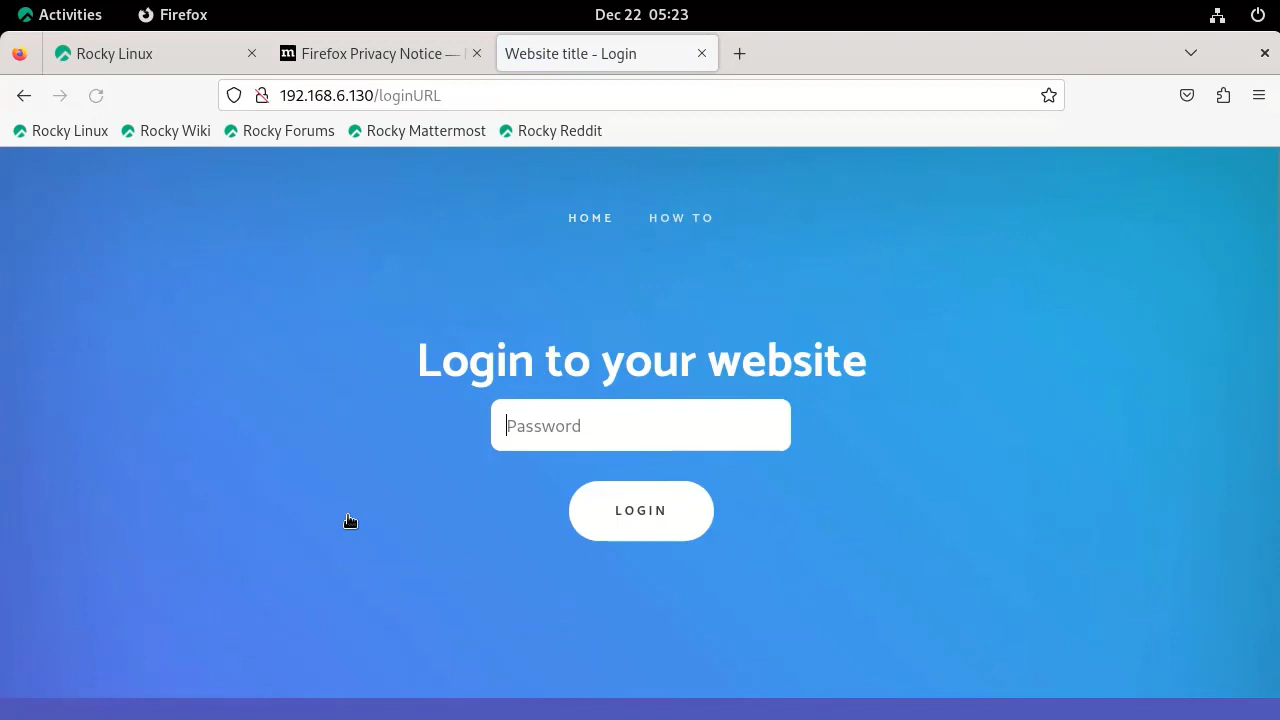 Activities Firefox Dec 22 05:23
Rocky Linux Firefox Privacy Notice — Website title - Login
192.168.6.130/loginURL
Rocky Linux Rocky Wiki Rocky Forums Rocky Mattermost Rocky Reddit
HOME HOW TO
Login to your website
Password
LOGIN